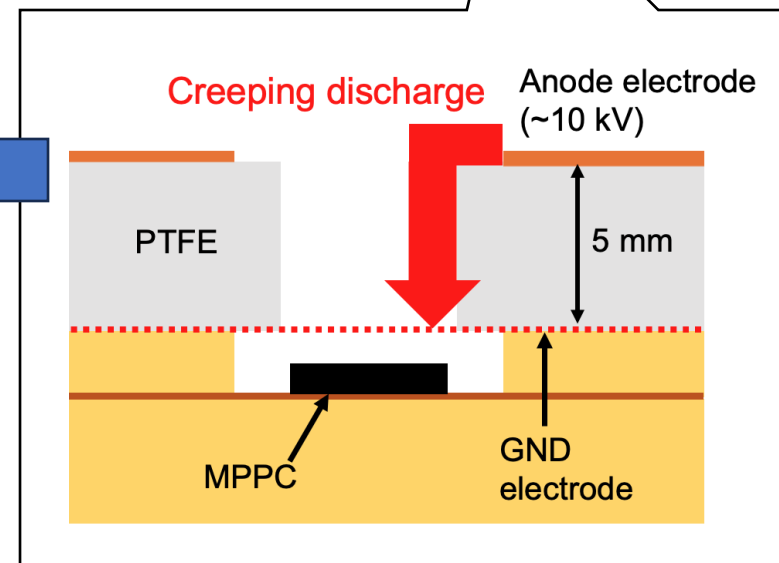 Creeping discharge
Anode electrode
(~10 kV)
PTFE
5 mm
MPPC
GND
electrode